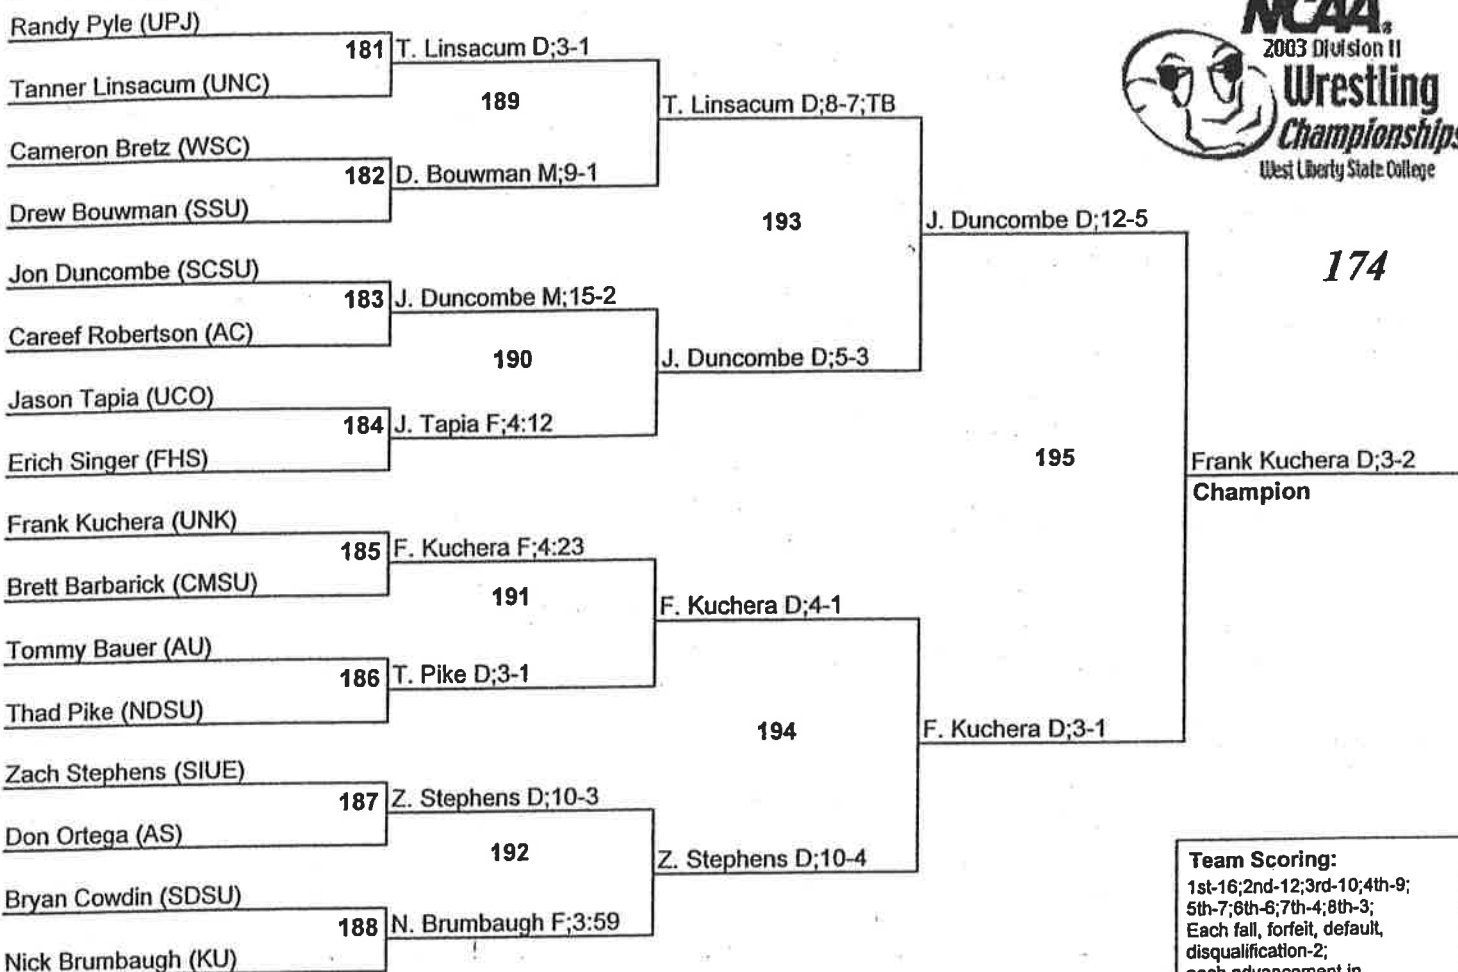 Randy Pyle (UPJ)
181 T. Linsacum D;3-1
Tanner Linsacum (UNC)
189
T. Linsacum D;8-7;TB
Cameron Bretz (WSC)
182 D. Bouwman M;9-1
Drew Bouwman (SSU)
193
J. Duncombe D;12-5
Jon Duncombe (SCSU)
183 J. Duncombe M;15-2
Careef Robertson (AC)
190
J. Duncombe D;5-3
Jason Tapia (UCO)
184 J. Tapia F;4:12
Erich Singer (FHS)
195
Frank Kuchera D;3-2
Champion
Frank Kuchera (UNK)
185 F. Kuchera F;4:23
Brett Barbarick (CMSU)
191
F. Kuchera D;4-1
Tommy Bauer (AU)
186 T. Pike D;3-1
Thad Pike (NDSU)
194
F. Kuchera D;3-1
Zach Stephens (SIUE)
187 Z. Stephens D;10-3
Don Ortega (AS)
192
Z. Stephens D;10-4
Bryan Cowdin (SDSU)
188 N. Brumbaugh F;3:59
Nick Brumbaugh (KU)
NCAA.
2003 Division II
Wrestling
Championships
West Liberty State College
174
Team Scoring:
1st-16;2nd-12;3rd-10;4th-9;
5th-7;6th-6;7th-4;8th-3;
Each fall, forfeit, default,
disqualification-2;
each advancement in